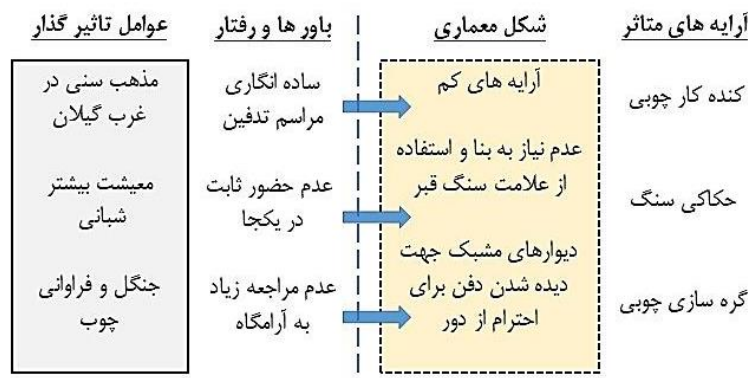 آرایه های متاثر
شکل معماری
باور ها و رفتار
عوامل تاثیر گذار
کنده کار چوبی
آرایه های کم
ساده انگاری
مراسم تدفین
مذهب سنی در
غرب گیلان
حکاکی سنگ
عدم نیاز به بنا و استفاده
از علامت سنگ قبر
عدم حضور ثابت
در یکجا
معیشت بیشتر
شبانی
گره سازی چوبی
دیوارهای مشبک جهت
دیده شدن دفن برای
احترام از دور
عدم مراجعه زیاد
به آرامگاه
جنگل و فراوانی
چوب